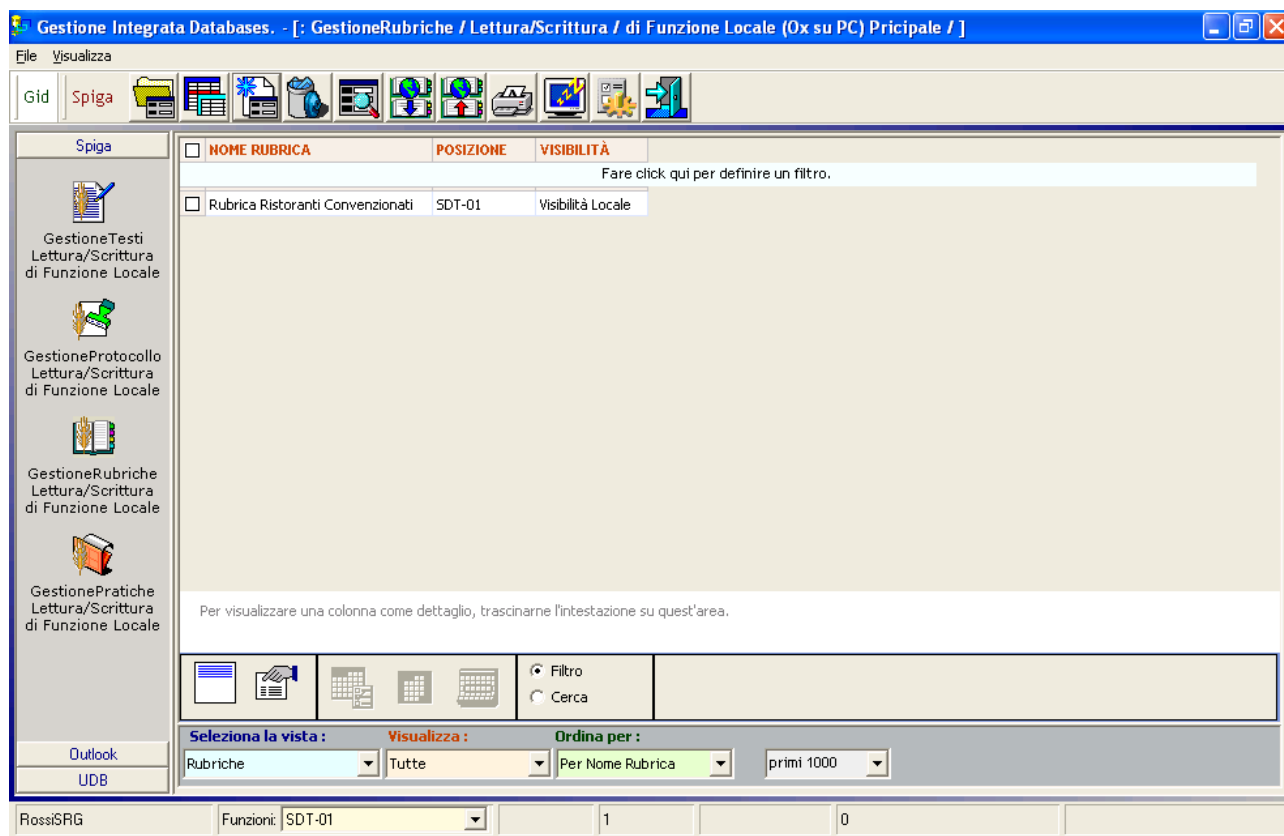 Gestione Integrata Databases. - [: GestioneRubriche / Lettura/Scrittura / di Funzione Locale (Ox su PC) Pricipale / ]
File Visualizza
Gid Spiga
Spiga
GestioneTesti
Lettura/Scrittura
di Funzione Locale
GestioneProtocollo
Lettura/Scrittura
di Funzione Locale
GestioneRubriche
Lettura/Scrittura
di Funzione Locale
GestionePratiche
Lettura/Scrittura
di Funzione Locale
Outlook
UDB
NOME RUBRICA POSIZIONE VISIBILITÀ
Fare click qui per definire un filtro.
Rubrica Ristoranti Convenzionati SDT-01 Visibilità Locale
Per visualizzare una colonna come dettaglio, trascinarne l'intestazione su quest'area.
Filtro
Cerca
Seleziona la vista : Visualizza : Ordina per :
Rubriche Tutte Per Nome Rubrica primi 1000
RossiSRG Funzioni: SDT-01 1 0